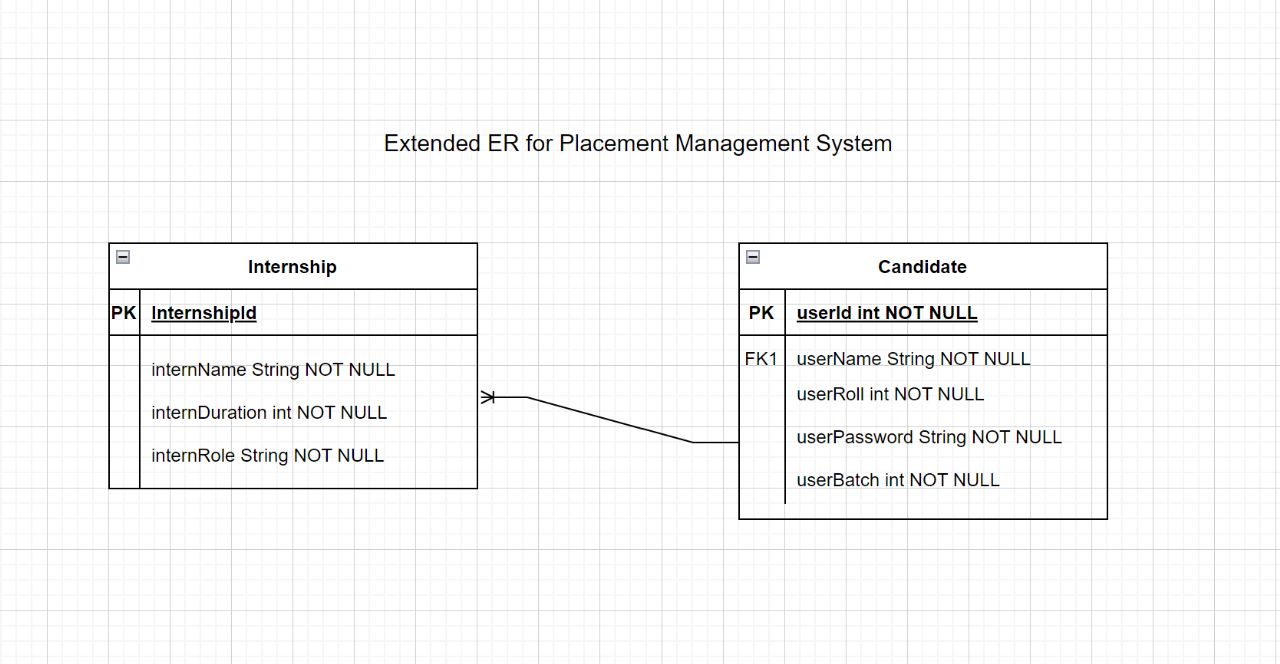 Extended ER for Placement Management System
Internship
PK InternshipId
internName String NOT NULL
internDuration int NOT NULL
internRole String NOT NULL
Candidate
PK userId int NOT NULL
FK1 userName String NOT NULL
userRoll int NOT NULL
userPassword String NOT NULL
userBatch int NOT NULL